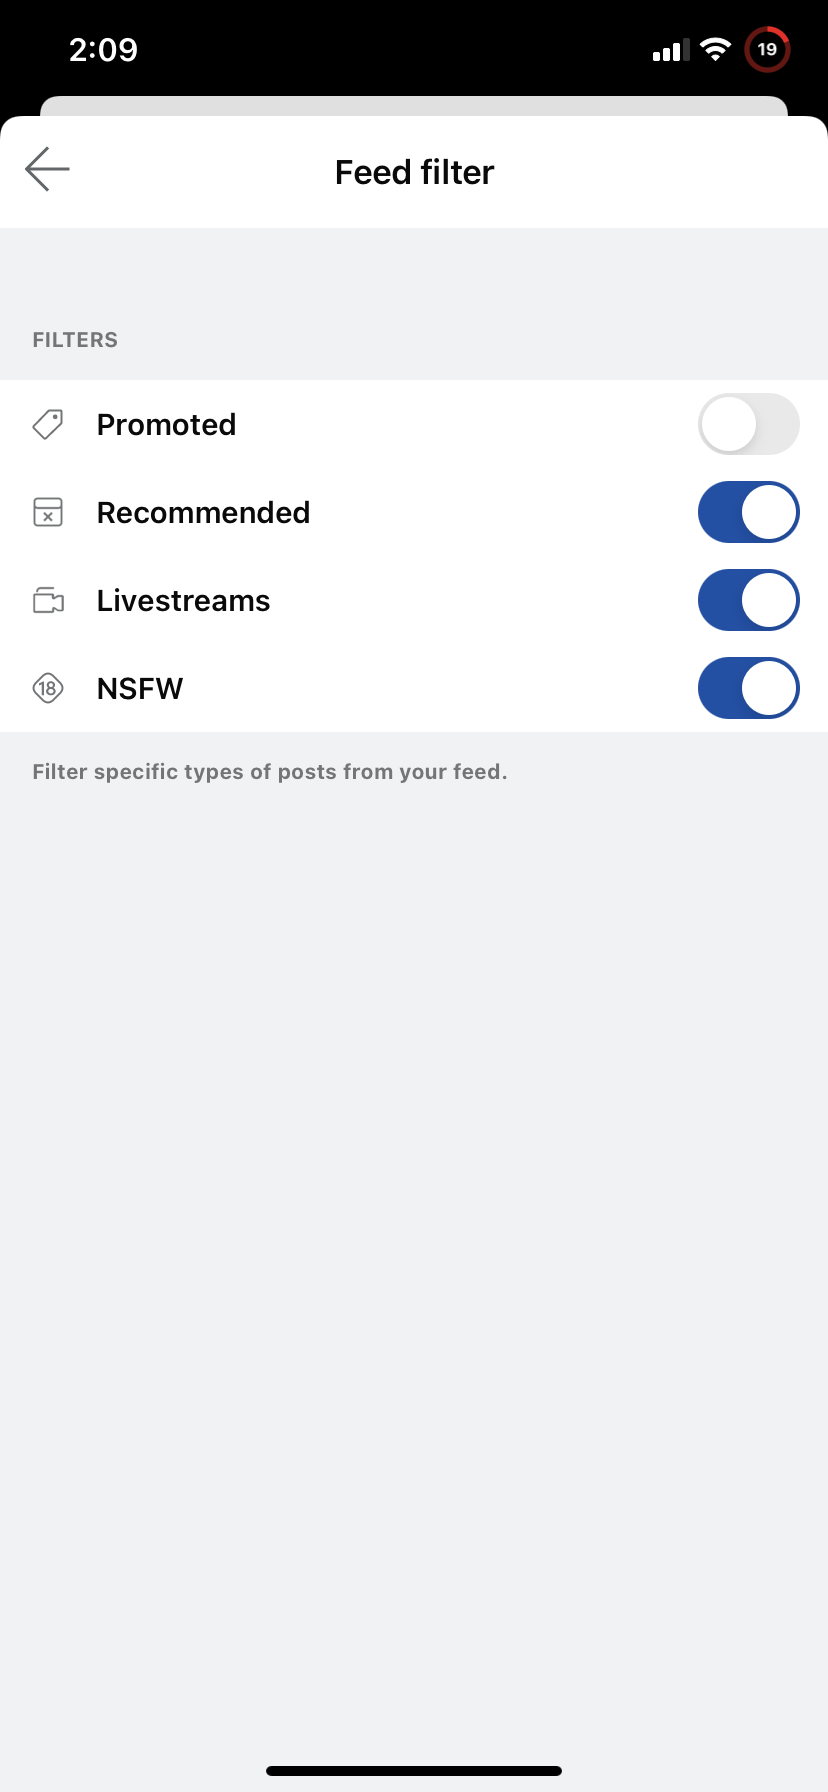 2:09
19
Feed filter
FILTERS
Promoted
Recommended
Livestreams
18
NSFW
Filter specific types of posts from your feed.